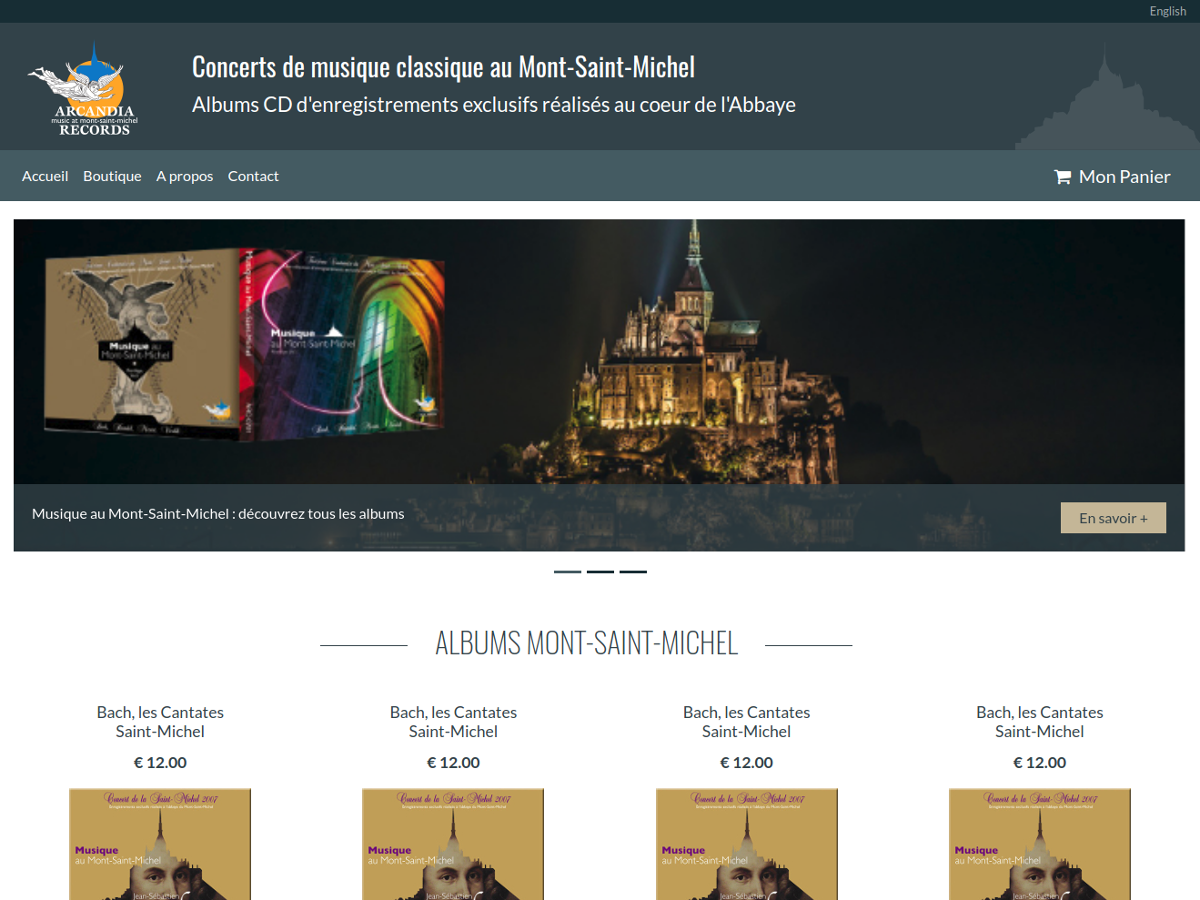 English
ARCANDIA
music at mont-saint-michel
RECORDS
Concerts de musique classique au Mont-Saint-Michel
Albums CD d'enregistrements exclusifs réalisés au coeur de l'Abbaye
Accueil
Boutique
A propos
Contact
Mon Panier
Musique au
Mont-Saint-Michel
Musique au Mont-Saint-Michel
Musique
au Mont-Saint-Michel
Musique au Mont-Saint-Michel : découvrez tous les albums
En savoir +
ALBUMS MONT-SAINT-MICHEL
Bach, les Cantates
Saint-Michel
€ 12.00
Concert de la Saint-Michel 2007
Musique
au Mont-Saint-Michel
Jean-Sébastien
Bach, les Cantates
Saint-Michel
€ 12.00
Concert de la Saint-Michel 2007
Musique
au Mont-Saint-Michel
Jean-Sébastien
Bach, les Cantates
Saint-Michel
€ 12.00
Concert de la Saint-Michel 2007
Musique
au Mont-Saint-Michel
Jean-Sébastien
Bach, les Cantates
Saint-Michel
€ 12.00
Concert de la Saint-Michel 2007
Musique
au Mont-Saint-Michel
Jean-Sébastien